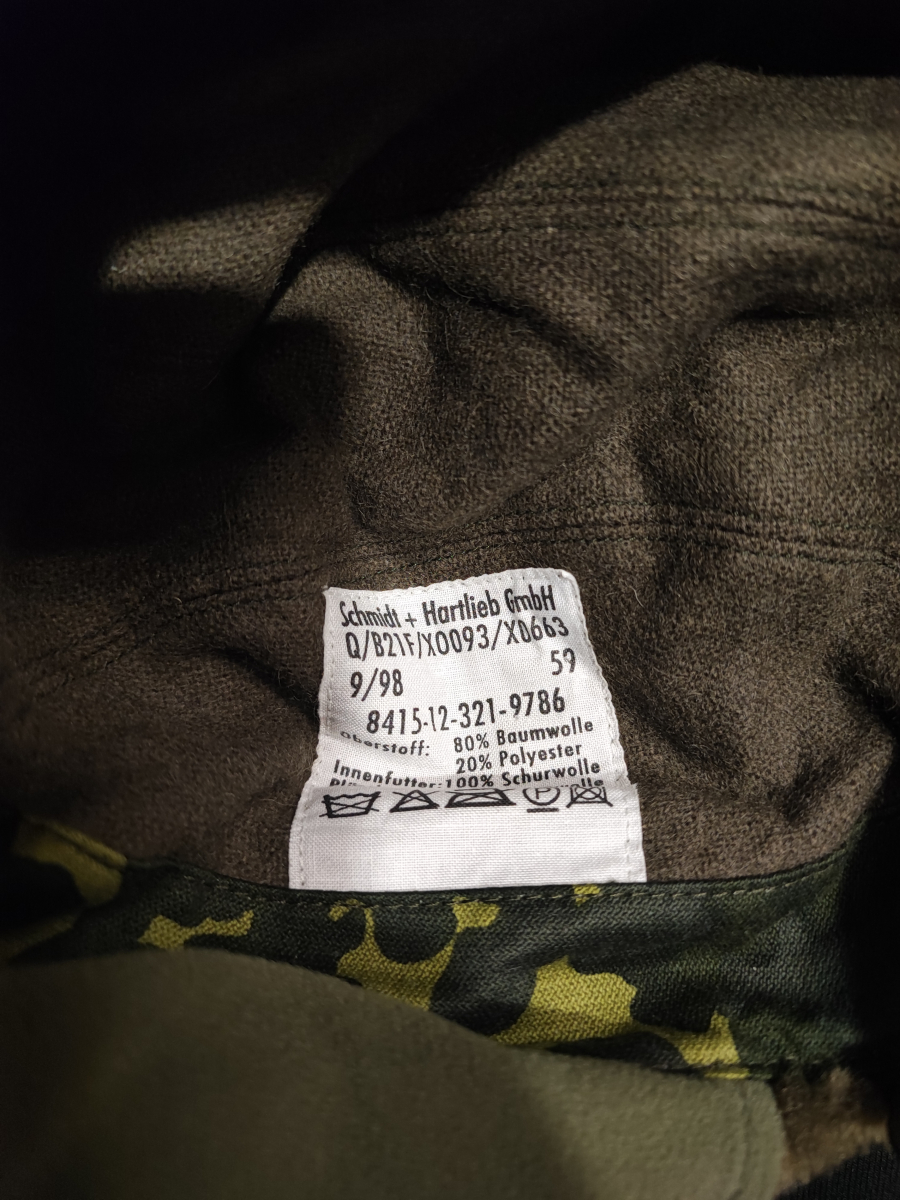 Schmidt + Hartlieb GmbH
Q/B21F/X0093/X0663
9/98 59
8415-12-321-9786
Oberstoff: 80% Baumwolle
20% Polyester
Innenfutter: 100% Schurwolle
P